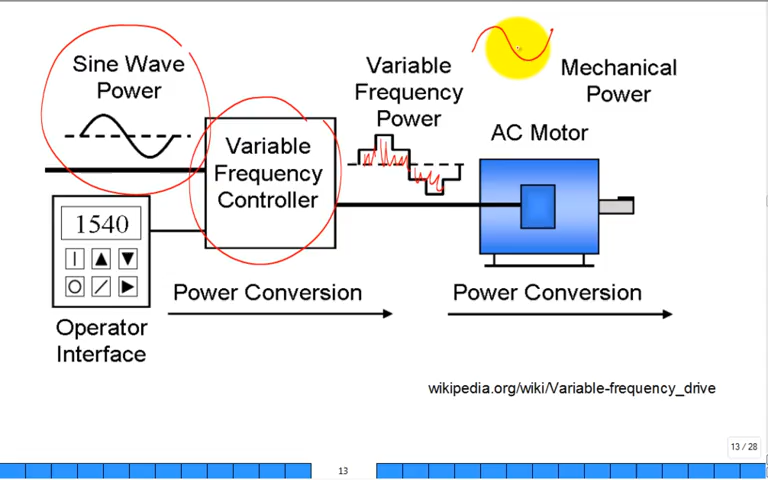 Sine Wave
Power
Variable
Frequency
Power
Mechanical
Power
AC Motor
Variable
Frequency
Controller
1540
Operator
Interface
Power Conversion
Power Conversion
wikipedia.org/wiki/Variable-frequency_drive
13 / 28
13